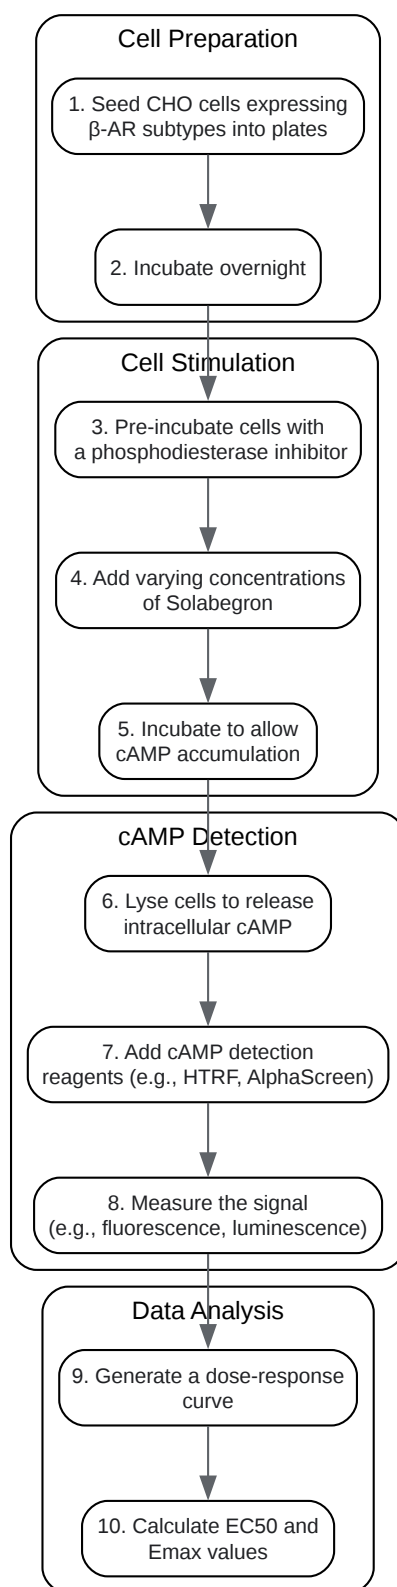 Cell Preparation
1. Seed CHO cells expressing
β-AR subtypes into plates
2. Incubate overnight
Cell Stimulation
3. Pre-incubate cells with
a phosphodiesterase inhibitor
4. Add varying concentrations
of Solabegron
5. Incubate to allow
cAMP accumulation
cAMP Detection
6. Lyse cells to release
intracellular cAMP
7. Add cAMP detection
reagents (e.g., HTRF, AlphaScreen)
8. Measure the signal
(e.g., fluorescence, luminescence)
Data Analysis
9. Generate a dose-response
curve
10. Calculate EC50 and
Emax values